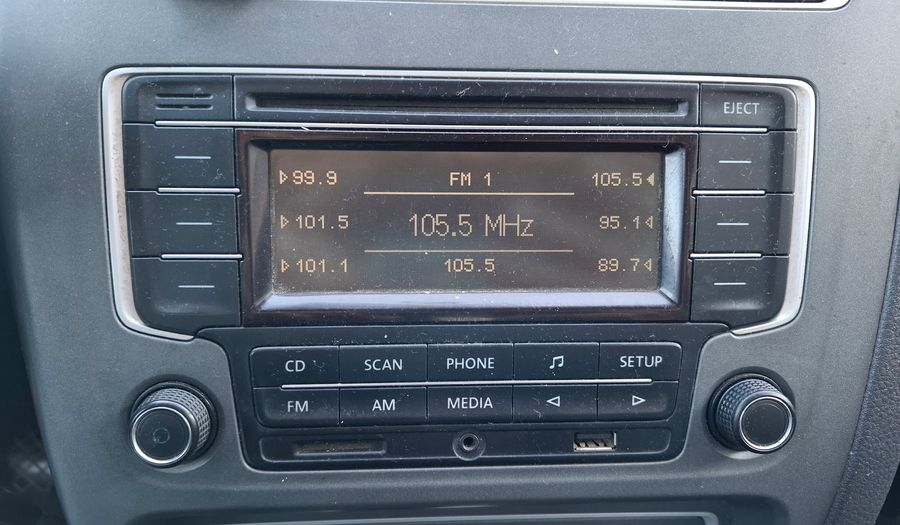 EJECT
99.9 FM 1 105.5
101.5 105.5 MHz 95.1
101.1 105.5 89.7
CD SCAN PHONE SETUP
FM AM MEDIA